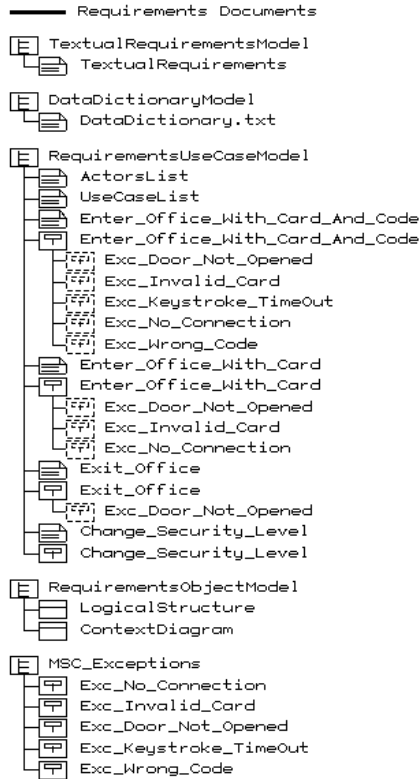 Requirements Documents
TextualRequirementsModel
TextualRequirements
DataDictionaryModel
DataDictionary.txt
RequirementsUseCaseModel
ActorsList
UseCaseList
Enter_Office_With_Card_And_Code
Enter_Office_With_Card_And_Code
Exc_Door_Not_Opened
Exc_Invalid_Card
Exc_Keystroke_TimeOut
Exc_No_Connection
Exc_Wrong_Code
Enter_Office_With_Card
Enter_Office_With_Card
Exc_Door_Not_Opened
Exc_Invalid_Card
Exc_No_Connection
Exit_Office
Exit_Office
Exc_Door_Not_Opened
Change_Security_Level
Change_Security_Level
RequirementsObjectModel
LogicalStructure
ContextDiagram
MSC_Exceptions
Exc_No_Connection
Exc_Invalid_Card
Exc_Door_Not_Opened
Exc_Keystroke_TimeOut
Exc_Wrong_Code